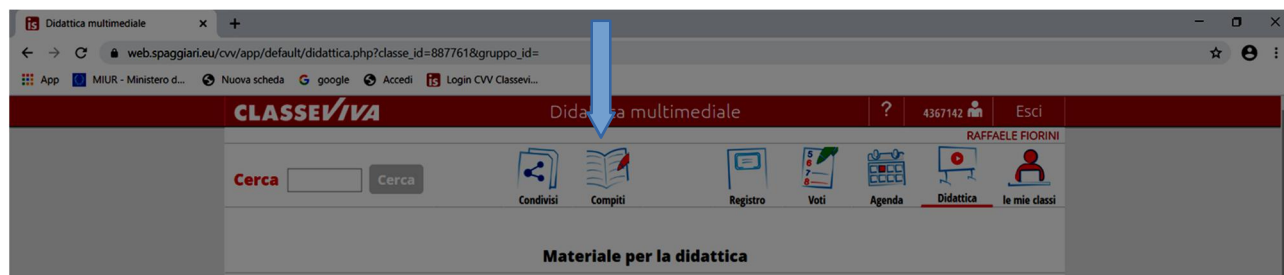 Didattica multimediale
web.spaggiari.eu/cvv/app/default/didattica.php?classe_id=887761&gruppo_id=
App MIUR - Ministero d... Nuova scheda google Accedi Login CVV Classevi...
CLASSEVIVA Didattica multimediale ? 4367142 Esci
RAFFAELE FIORINI
Cerca Cerca
Condivisi Compiti Registro Voti Agenda Didattica le mie classi
Materiale per la didattica